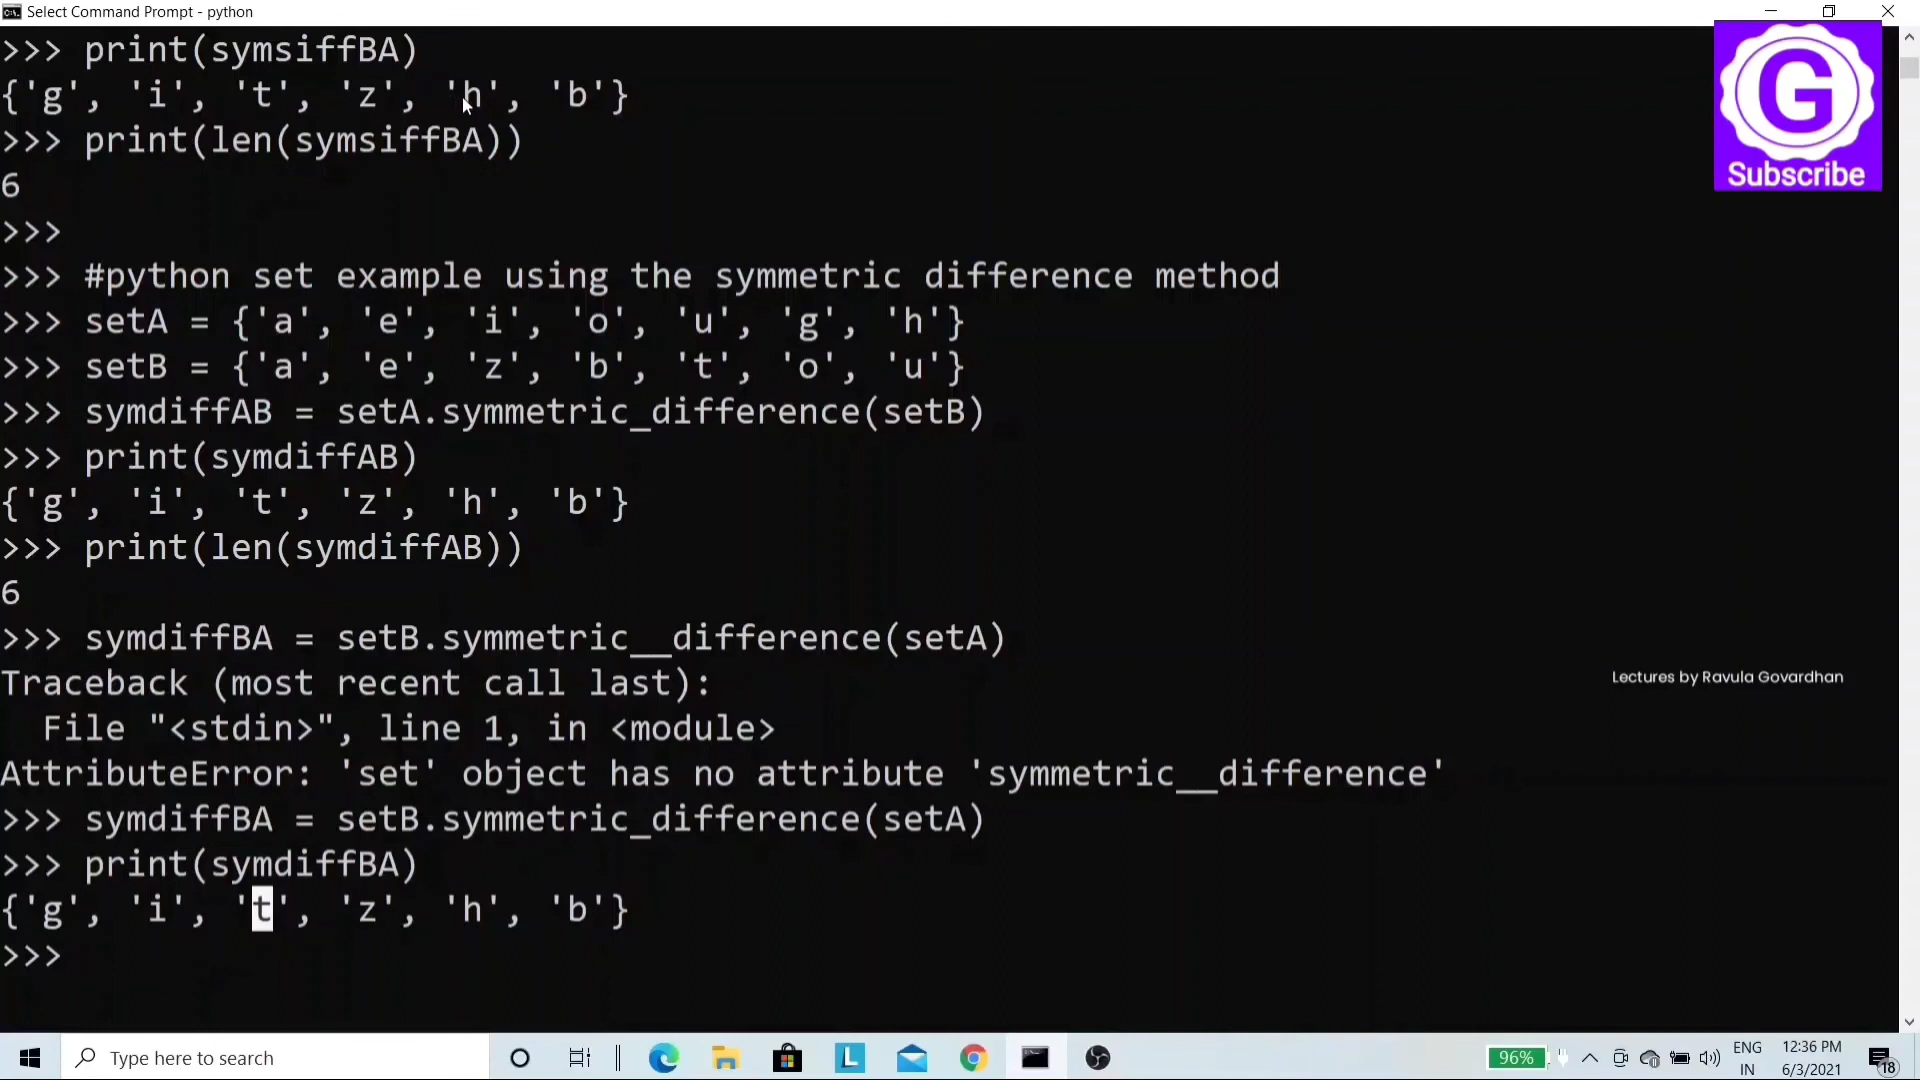 Select Command Prompt - python
>>> print(symsiffBA)
{'g', 'i', 't', 'z', 'h', 'b'}
>>> print(len(symsiffBA))
6
>>>
>>> #python set example using the symmetric difference method
>>> setA = {'a', 'e', 'i', 'o', 'u', 'g', 'h'}
>>> setB = {'a', 'e', 'z', 'b', 't', 'o', 'u'}
>>> symdiffAB = setA.symmetric_difference(setB)
>>> print(symdiffAB)
{'g', 'i', 't', 'z', 'h', 'b'}
>>> print(len(symdiffAB))
6
>>> symdiffBA = setB.symmetric__difference(setA)
Traceback (most recent call last):
  File "<stdin>", line 1, in <module>
AttributeError: 'set' object has no attribute 'symmetric__difference'
>>> symdiffBA = setB.symmetric_difference(setA)
>>> print(symdiffBA)
{'g', 'i', 't', 'z', 'h', 'b'}
>>>
G
Subscribe
Lectures by Ravula Govardhan
Type here to search
L
96%
ENG
IN
12:36 PM
6/3/2021
18